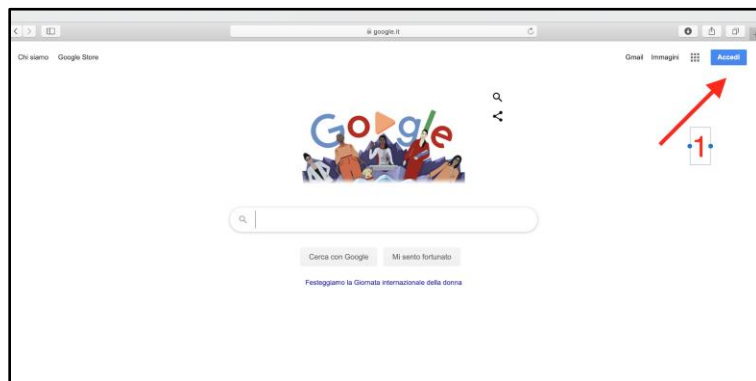 google.it
Chi siamo Google Store Gmail Immagini Accedi
Google
1
Cerca con Google Mi sento fortunato
Festeggiamo la Giornata internazionale della donna